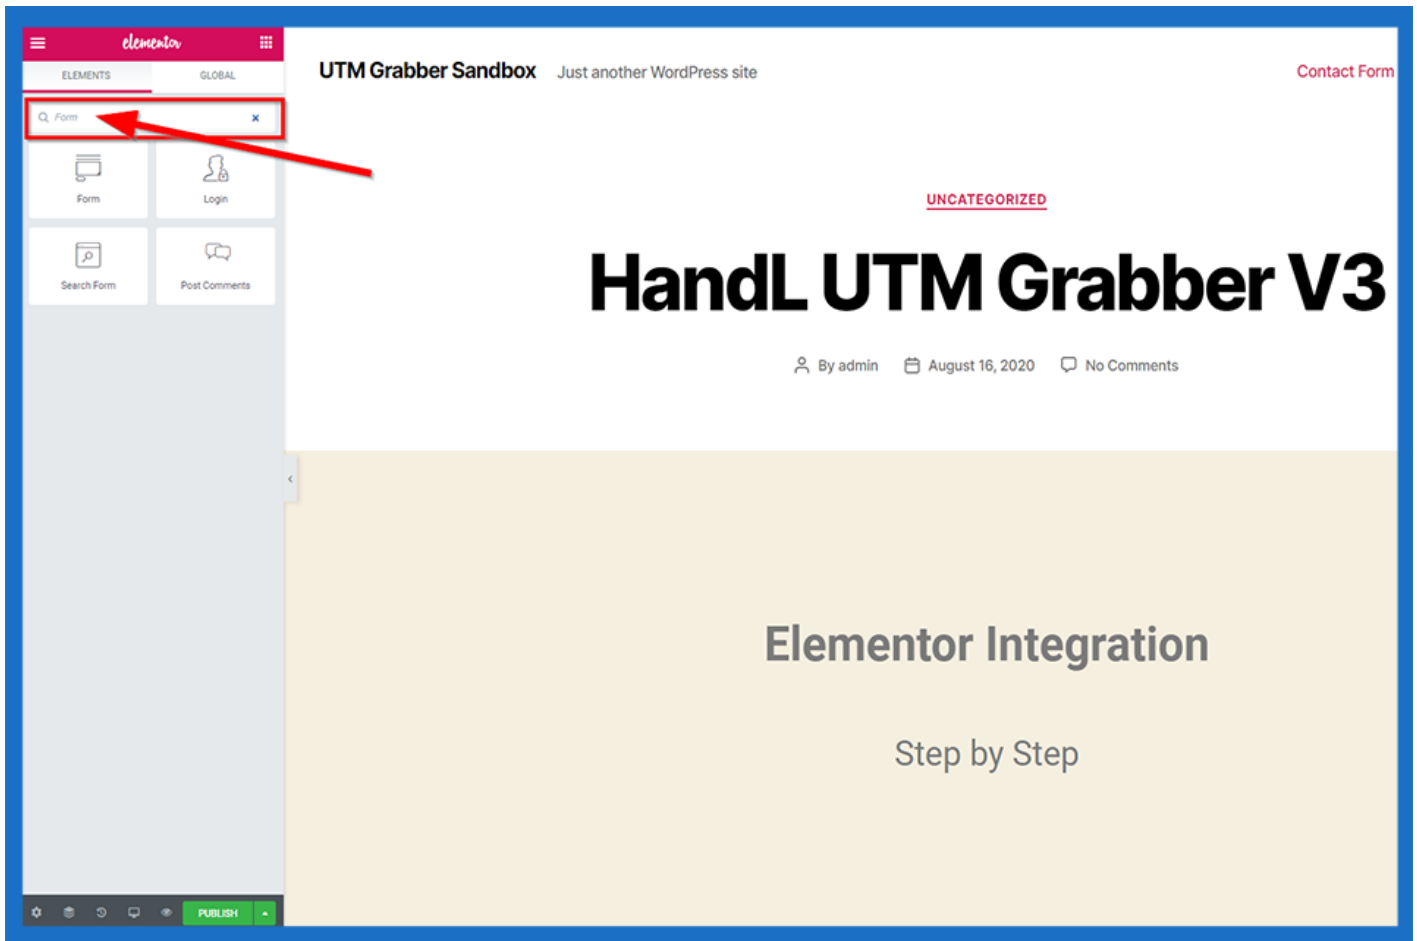 elementor
ELEMENTS GLOBAL
Form
Form Login
Search Form Post Comments
PUBLISH
UTM Grabber Sandbox Just another WordPress site Contact Form
UNCATEGORIZED
HandL UTM Grabber V3
By admin August 16, 2020 No Comments
Elementor Integration
Step by Step